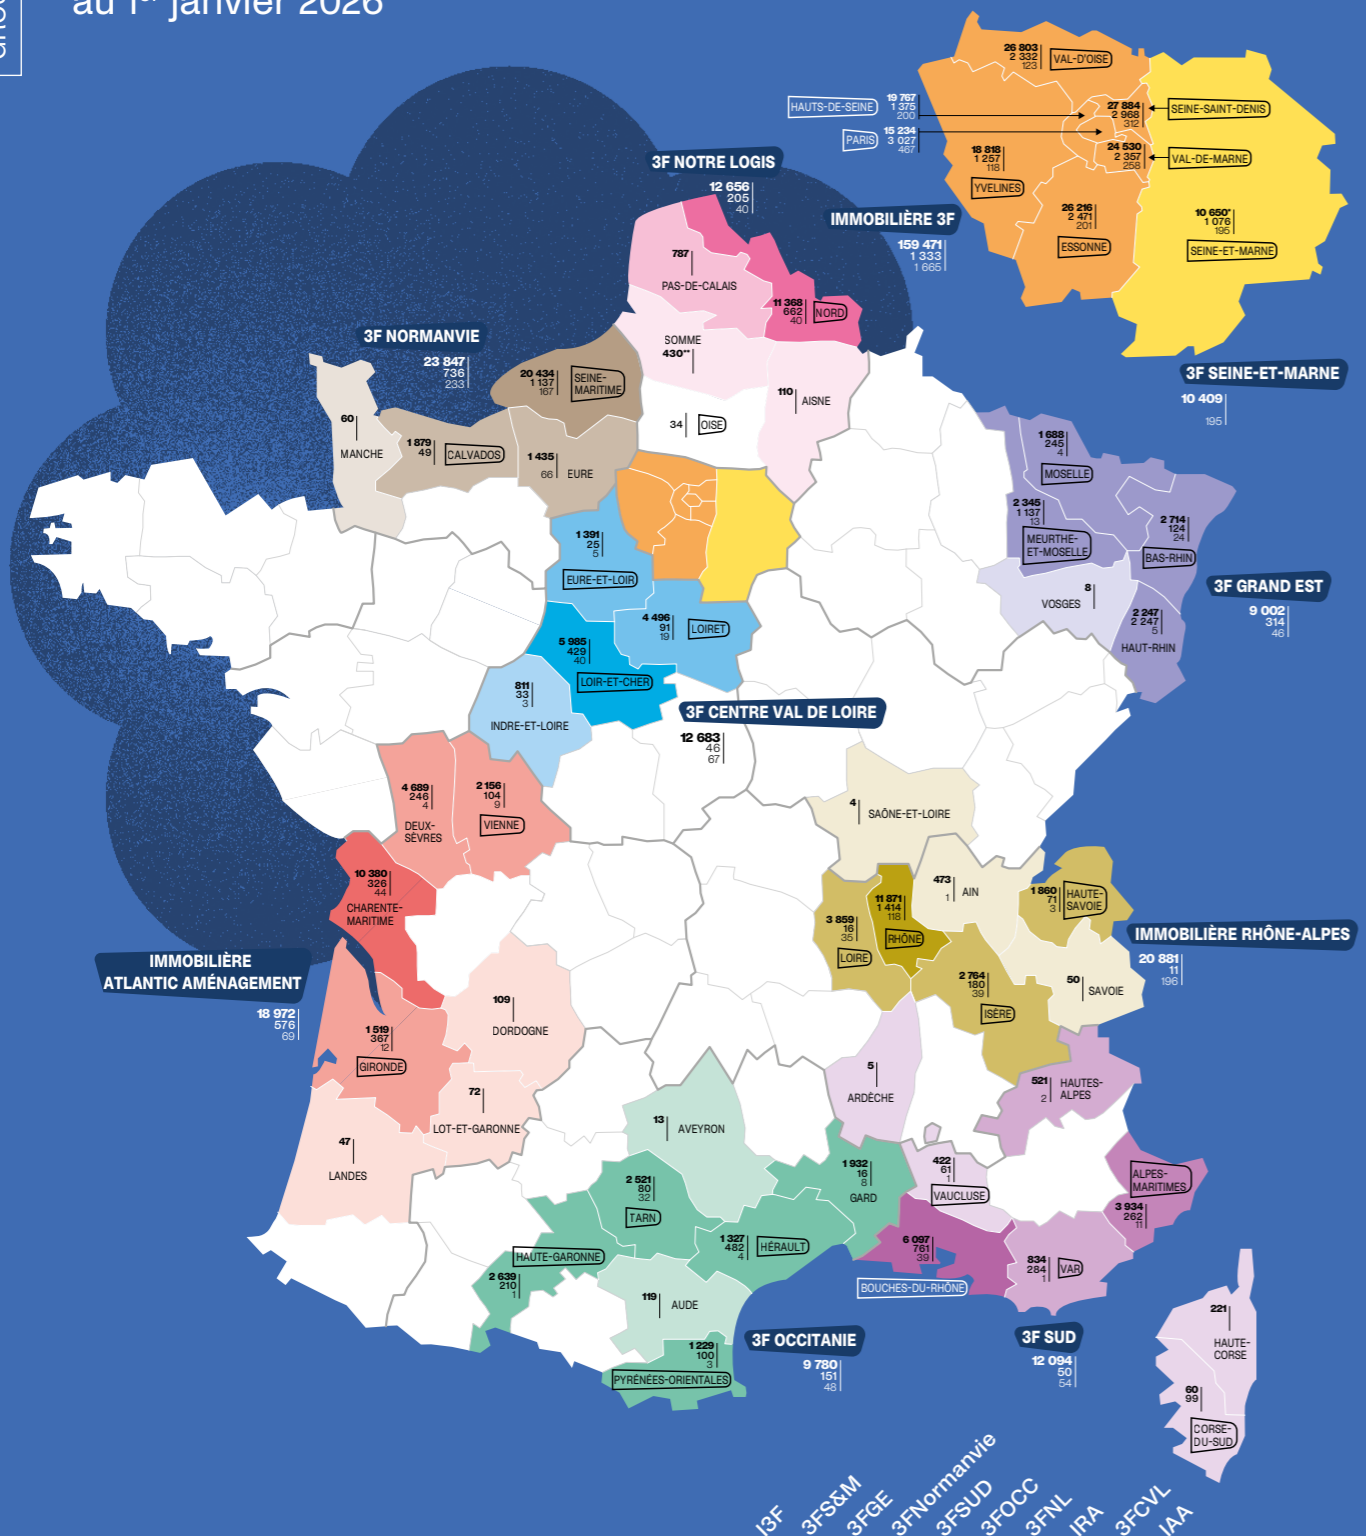 au 1er janvier 2026
26 803
2 332
123
VAL-D'OISE
HAUTS-DE-SEINE
19 767
1 375
200
PARIS
15 234
3 027
467
27 884
2 968
312
SEINE-SAINT-DENIS
24 530
2 357
258
VAL-DE-MARNE
18 818
1 257
118
YVELINES
26 216
2 471
201
ESSONNE
10 650*
1 076
195
SEINE-ET-MARNE
3F NOTRE LOGIS
12 656
205
40
IMMOBILIÈRE 3F
159 471
1 333
1 665
787
PAS-DE-CALAIS
11 368
662
40
NORD
SOMME
430**
3F NORMANVIE
23 847
736
233
20 434
1 137
167
SEINE-
MARITIME
3F SEINE-ET-MARNE
10 409
195
110
AISNE
34
OISE
60
MANCHE
1 879
49
CALVADOS
1 435
66
EURE
1 688
245
4
MOSELLE
2 345
1 137
13
MEURTHE-
ET-MOSELLE
2 714
124
24
BAS-RHIN
1 391
25
5
EURE-ET-LOIR
8
VOSGES
3F GRAND EST
9 002
314
46
2 247
2 247
5
HAUT-RHIN
4 496
91
19
LOIRET
5 985
429
40
LOIR-ET-CHER
811
33
3
INDRE-ET-LOIRE
3F CENTRE VAL DE LOIRE
12 683
46
67
4 689
246
4
DEUX-
SÈVRES
2 156
104
9
VIENNE
4
SAÔNE-ET-LOIRE
10 380
326
44
CHARENTE-
MARITIME
473
1
AIN
1 860
71
3
HAUTE-
SAVOIE
11 871
1 414
118
RHÔNE
3 859
16
35
LOIRE
IMMOBILIÈRE RHÔNE-ALPES
20 881
11
196
IMMOBILIÈRE
ATLANTIC AMÉNAGEMENT
18 972
576
69
2 764
180
39
ISÈRE
50
SAVOIE
109
DORDOGNE
1 519
367
12
GIRONDE
72
LOT-ET-GARONNE
5
ARDÈCHE
521
2
HAUTES-
ALPES
13
AVEYRON
47
LANDES
2 521
80
32
TARN
1 932
16
8
GARD
422
61
1
VAUCLUSE
ALPES-
MARITIMES
3 934
262
11
1 327
482
4
HÉRAULT
6 097
761
39
BOUCHES-DU-RHÔNE
HAUTE-GARONNE
2 639
210
1
834
284
1
VAR
119
AUDE
1 229
100
3
PYRÉNÉES-ORIENTALES
3F OCCITANIE
9 780
151
48
3F SUD
12 094
50
54
221
HAUTE-
CORSE
60
99
CORSE-
DU-SUD
I3F
3FS&M
3FGE
3FNormanvie
3FSUD
3FOCC
3FNL
IRA
3FCVL
IAA